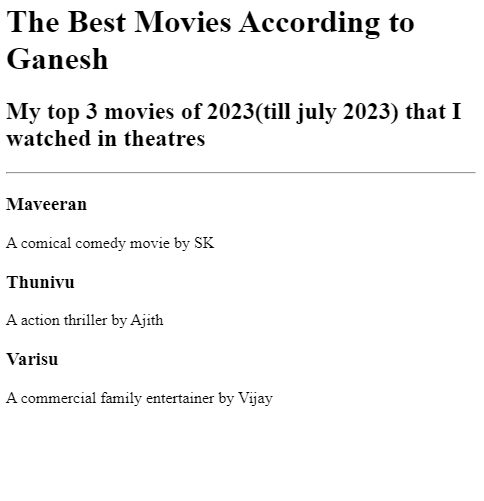 The Best Movies According to
Ganesh
My top 3 movies of 2023(till july 2023) that I
watched in theatres
Maveeran
A comical comedy movie by SK
Thunivu
A action thriller by Ajith
Varisu
A commercial family entertainer by Vijay